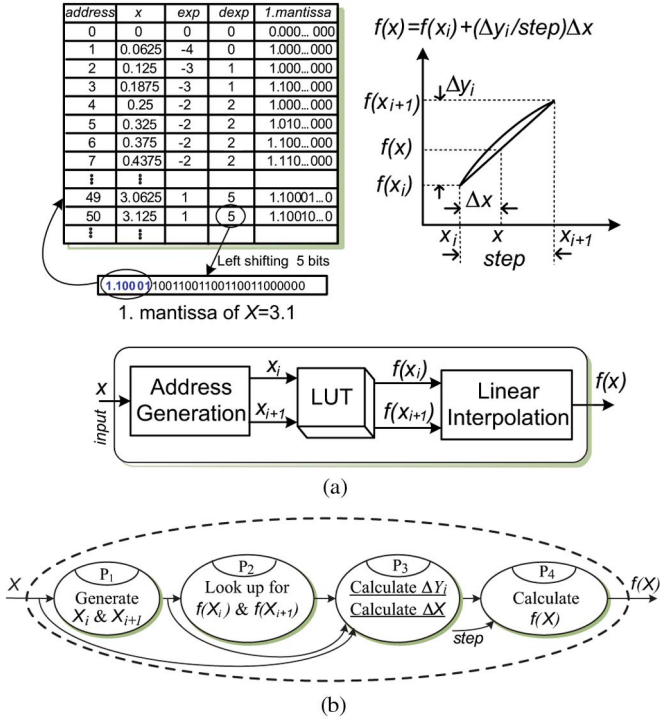 address x exp dexp 1.mantissa
0 0 0 0 0.000... 000
1 0.0625 -4 0 1.000... 000
2 0.125 -3 1 1.000...000
3 0.1875 -3 1 1.100...000
4 0.25 -2 2 1.000...000
5 0.325 -2 2 1.010...000
6 0.375 -2 2 1.100...000
7 0.4375 -2 2 1.110...000
49 3.0625 1 5 1.10001...0
50 3.125 1 5 1.10010...0
Left shifting 5 bits
1.10001100110011001100110000000
1. mantissa of X=3.1
f(x)=f(xi)+(Δyi/step)Δx
Δyi
f(xi+1)
f(x)
f(xi)
Δx
xi x xi+1
step
x
input
Address
Generation
xi
xi+1
LUT
f(xi)
f(xi+1)
Linear
Interpolation
f(x)
(a)
X
P1
Generate
Xi & Xi+1
P2
Look up for
f(Xi) & f(Xi+1)
P3
Calculate ΔYi
Calculate ΔX
step
P4
Calculate
f(X)
f(X)
(b)